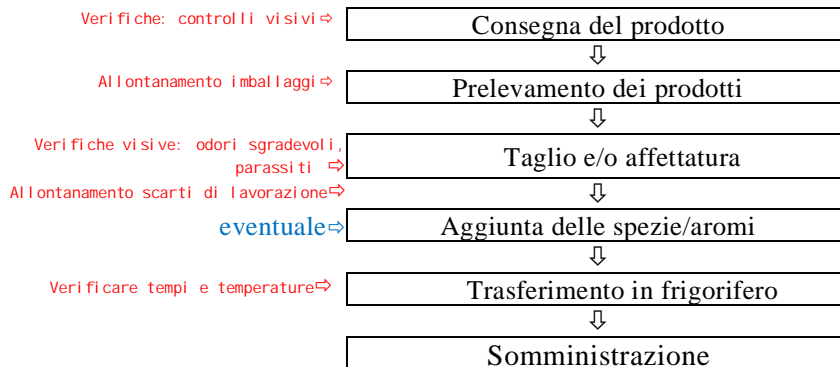 Verifiche: controlli visivi⇨ Consegna del prodotto
⇩
Allontanamento imballaggi⇨ Prelevamento dei prodotti
⇩
Verifiche visive: odori sgradevoli,
parassiti ⇨ Taglio e/o affettatura
Allontanamento scarti di lavorazione⇨ ⇩
eventuale⇨ Aggiunta delle spezie/aromi
⇩
Verificare tempi e temperature⇨ Trasferimento in frigorifero
⇩
Somministrazione